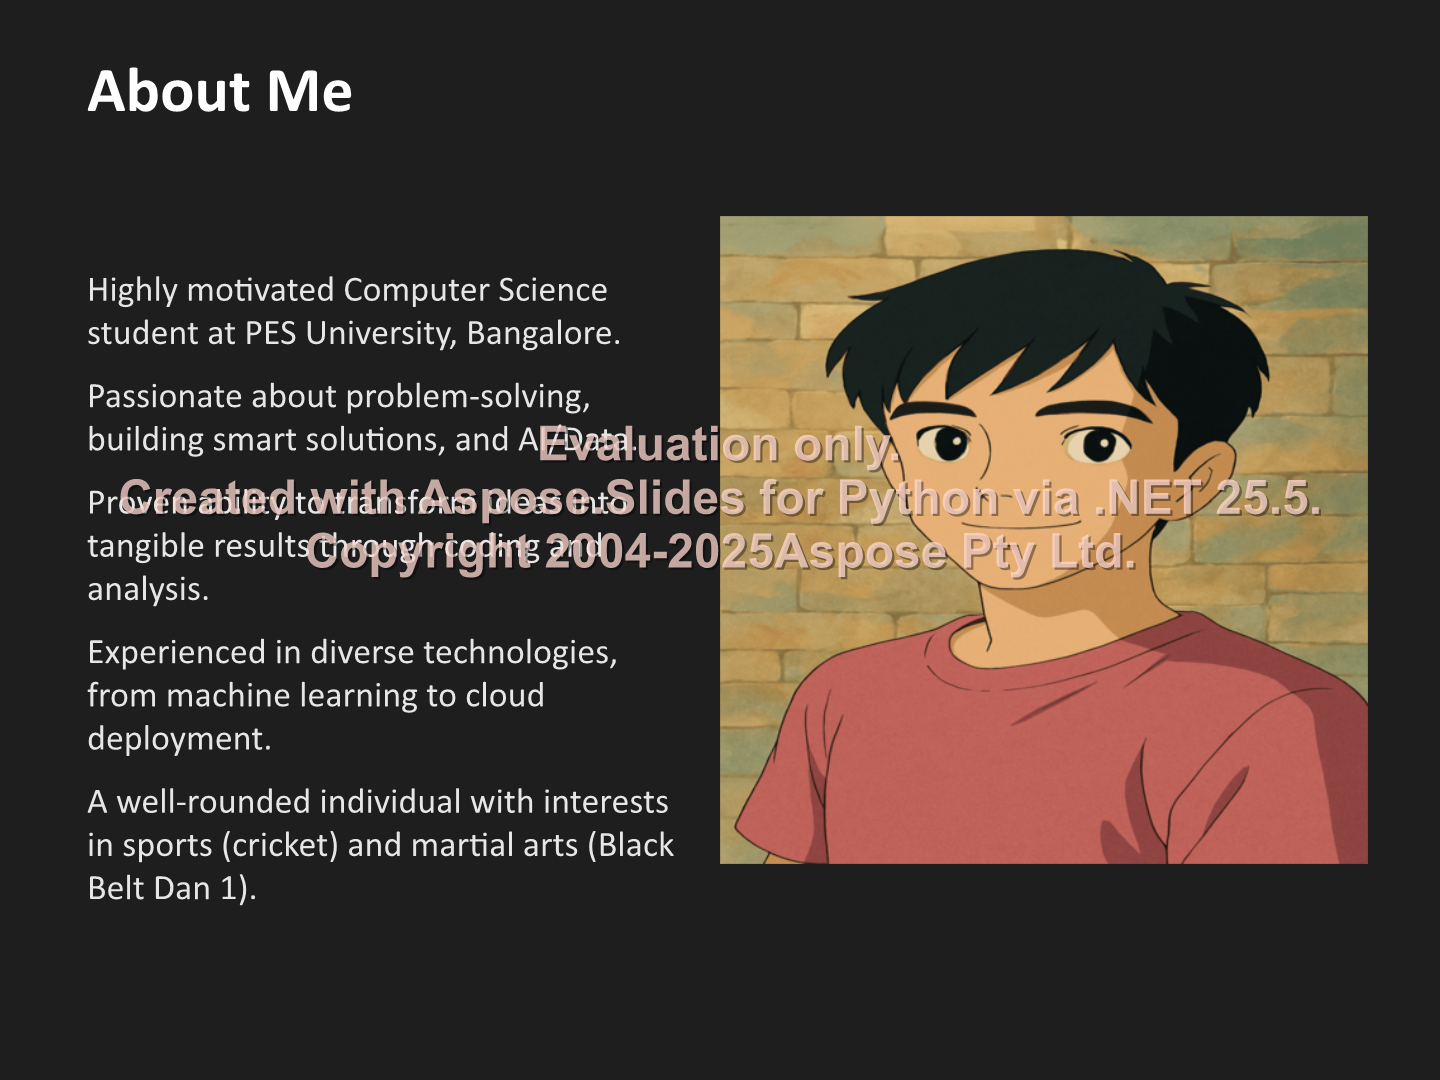 About Me
Highly motivated Computer Science
student at PES University, Bangalore.
Passionate about problem-solving,
building smart solutions, and AI/Data.
Evaluation only.
Proven ability to transform ideas into
Created with Aspose.Slides for Python via .NET 25.5.
tangible results through coding and
Copyright 2004-2025Aspose Pty Ltd.
analysis.
Experienced in diverse technologies,
from machine learning to cloud
deployment.
A well-rounded individual with interests
in sports (cricket) and martial arts (Black
Belt Dan 1).